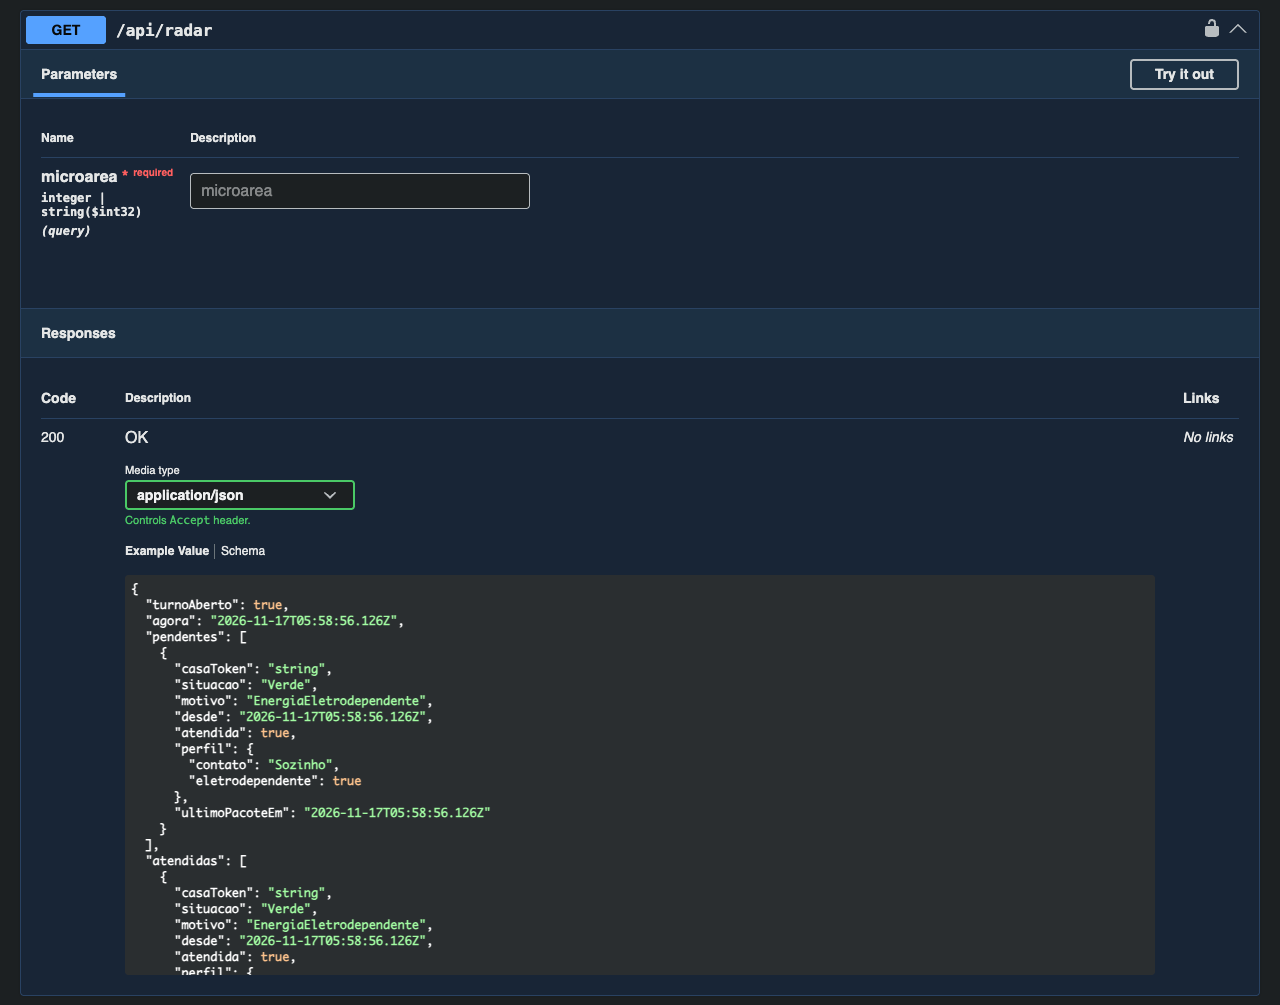 GET /api/radar
Parameters
Try it out
Name Description
microarea * required
integer |
string($int32)
(query)
microarea
Responses
Code Description Links
200 OK No links
Media type
application/json
Controls Accept header.
Example Value | Schema
{
  "turnoAberto": true,
  "agora": "2026-11-17T05:58:56.126Z",
  "pendentes": [
    {
      "casaToken": "string",
      "situacao": "Verde",
      "motivo": "EnergiaEletrodependente",
      "desde": "2026-11-17T05:58:56.126Z",
      "atendida": true,
      "perfil": {
        "contato": "Sozinho",
        "eletrodependente": true
      },
      "ultimoPacoteEm": "2026-11-17T05:58:56.126Z"
    }
  ],
  "atendidas": [
    {
      "casaToken": "string",
      "situacao": "Verde",
      "motivo": "EnergiaEletrodependente",
      "desde": "2026-11-17T05:58:56.126Z",
      "atendida": true,
      "perfil": {